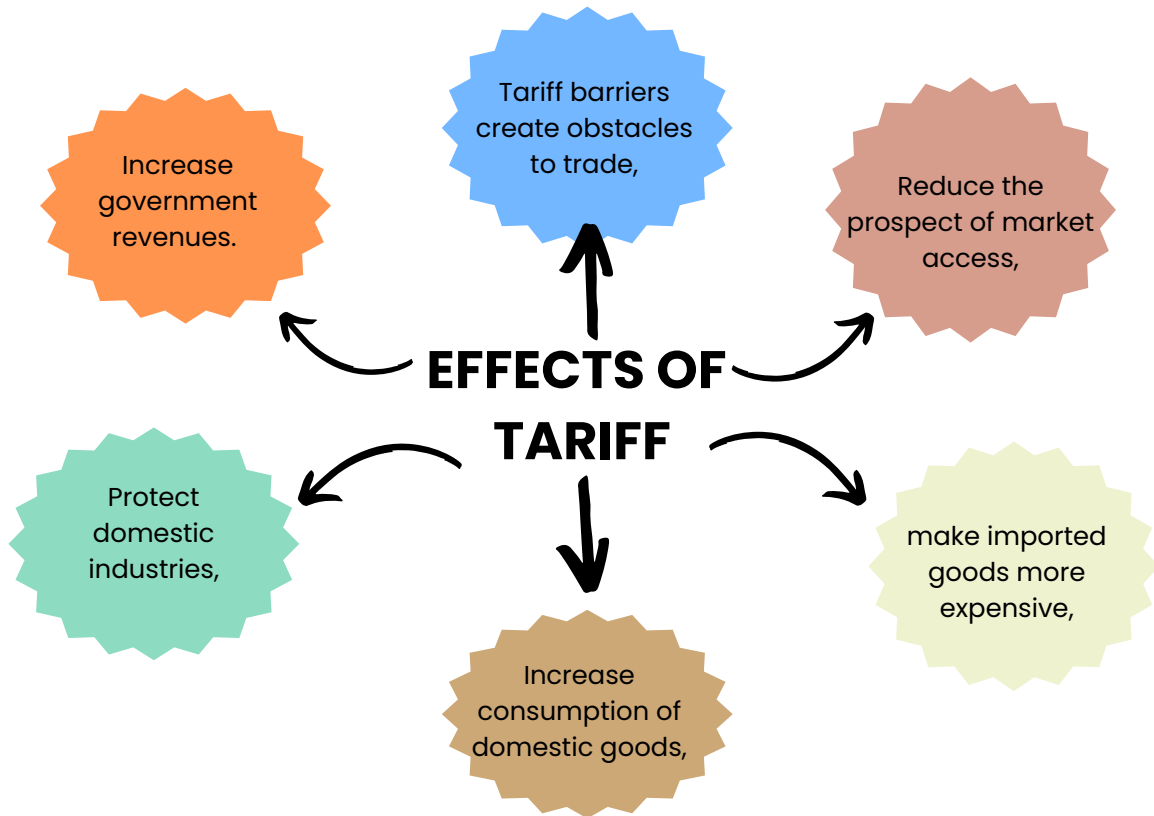 Tariff barriers
create obstacles
to trade,
Increase
government
revenues.
Reduce the
prospect of market
access,
EFFECTS OF
TARIFF
Protect
domestic
industries,
make imported
goods more
expensive,
Increase
consumption of
domestic goods,